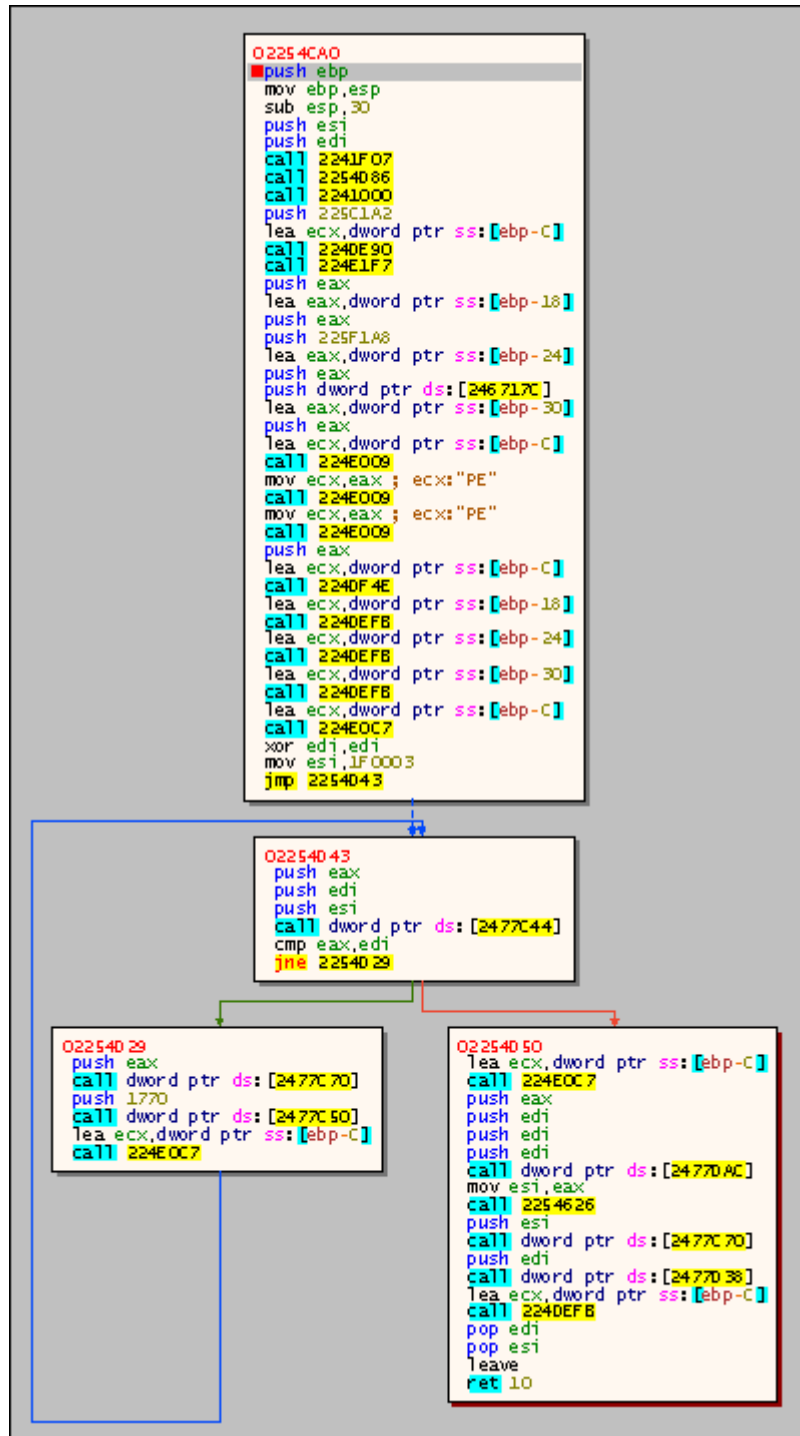 02254CA0
push ebp
mov ebp,esp
sub esp,30
push esi
push edi
call 2241F07
call 2254D86
call 2241000
push 225C1A2
lea ecx,dword ptr ss:[ebp-C]
call 224DE90
call 224E1F7
push eax
lea eax,dword ptr ss:[ebp-18]
push eax
push 225F1A8
lea eax,dword ptr ss:[ebp-24]
push eax
push dword ptr ds:[246717C]
lea eax,dword ptr ss:[ebp-30]
push eax
lea ecx,dword ptr ss:[ebp-C]
call 224E009
mov ecx,eax ; ecx:"PE"
call 224E009
mov ecx,eax ; ecx:"PE"
call 224E009
push eax
lea ecx,dword ptr ss:[ebp-C]
call 224DF4E
lea ecx,dword ptr ss:[ebp-18]
call 224DEFB
lea ecx,dword ptr ss:[ebp-24]
call 224DEFB
lea ecx,dword ptr ss:[ebp-30]
call 224DEFB
lea ecx,dword ptr ss:[ebp-C]
call 224E0C7
xor edi,edi
mov esi,1F0003
jmp 2254D43
02254D43
push eax
push edi
push esi
call dword ptr ds:[2477C44]
cmp eax,edi
jne 2254D29
02254D29
push eax
call dword ptr ds:[2477C70]
push 1770
call dword ptr ds:[2477C50]
lea ecx,dword ptr ss:[ebp-C]
call 224E0C7
02254D50
lea ecx,dword ptr ss:[ebp-C]
call 224E0C7
push eax
push edi
push edi
push edi
call dword ptr ds:[2477DAC]
mov esi,eax
call 2254626
push esi
call dword ptr ds:[2477C70]
push edi
call dword ptr ds:[2477D38]
lea ecx,dword ptr ss:[ebp-C]
call 224DEFB
pop edi
pop esi
leave
ret 10